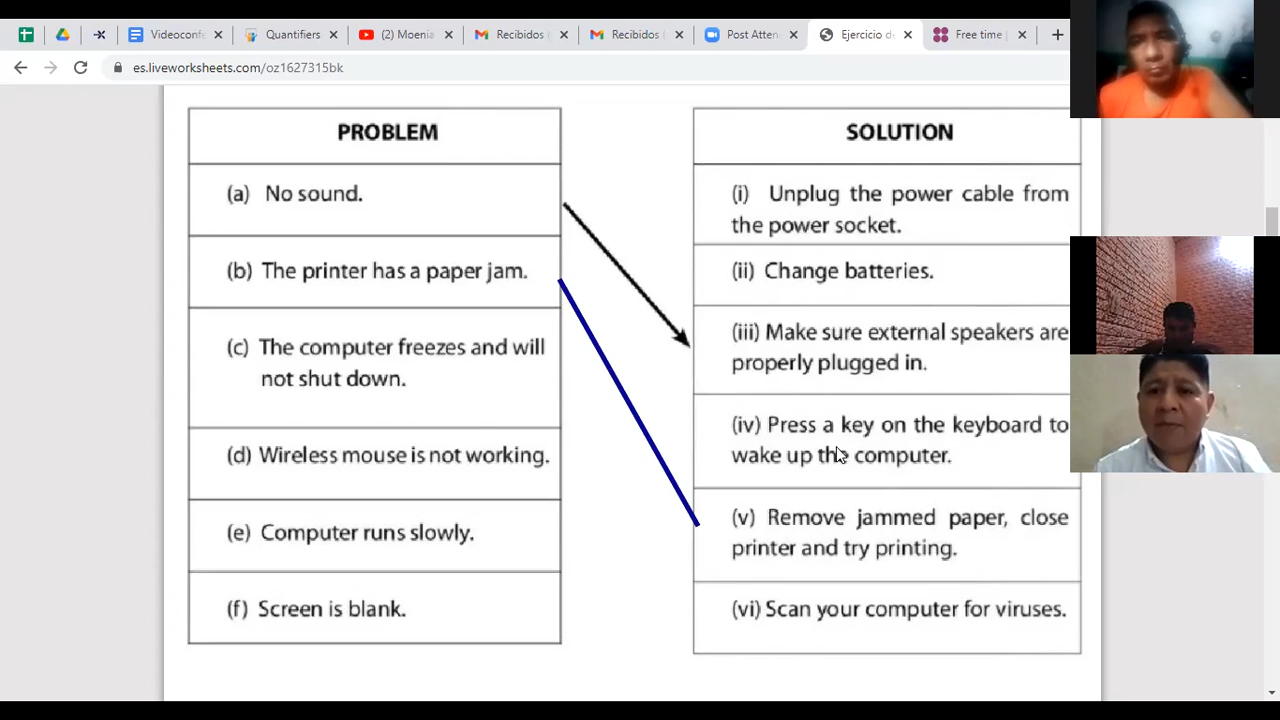 Videoconfe
Quantifiers
(2) Moenia
Recibidos (
Recibidos (
Post Atten
Ejercicio de
Free time |
es.liveworksheets.com/oz1627315bk
PROBLEM
(a) No sound.
(b) The printer has a paper jam.
(c) The computer freezes and will
not shut down.
(d) Wireless mouse is not working.
(e) Computer runs slowly.
(f) Screen is blank.
SOLUTION
(i) Unplug the power cable from
the power socket.
(ii) Change batteries.
(iii) Make sure external speakers are
properly plugged in.
(iv) Press a key on the keyboard to
wake up the computer.
(v) Remove jammed paper, close
printer and try printing.
(vi) Scan your computer for viruses.